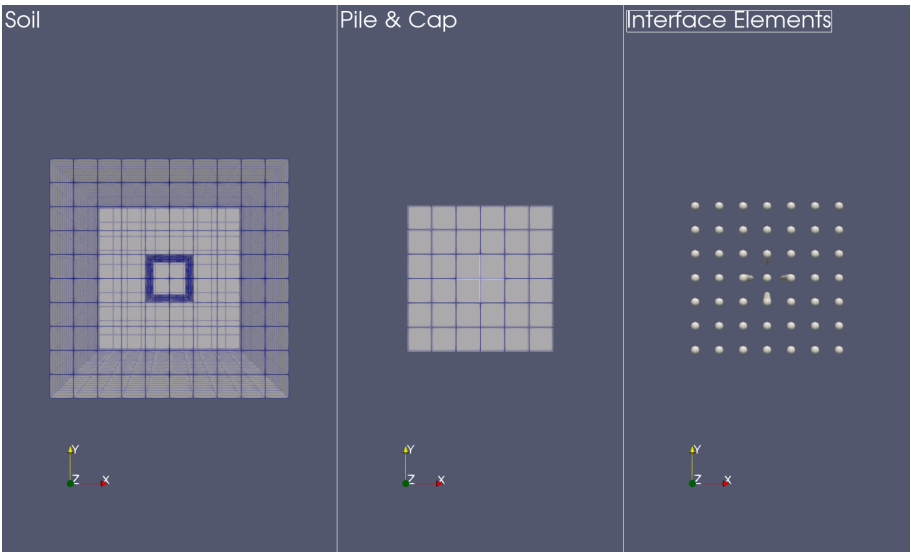 Soil
Pile & Cap
Interface Elements
Y
Z X
Y
Z X
Y
Z X